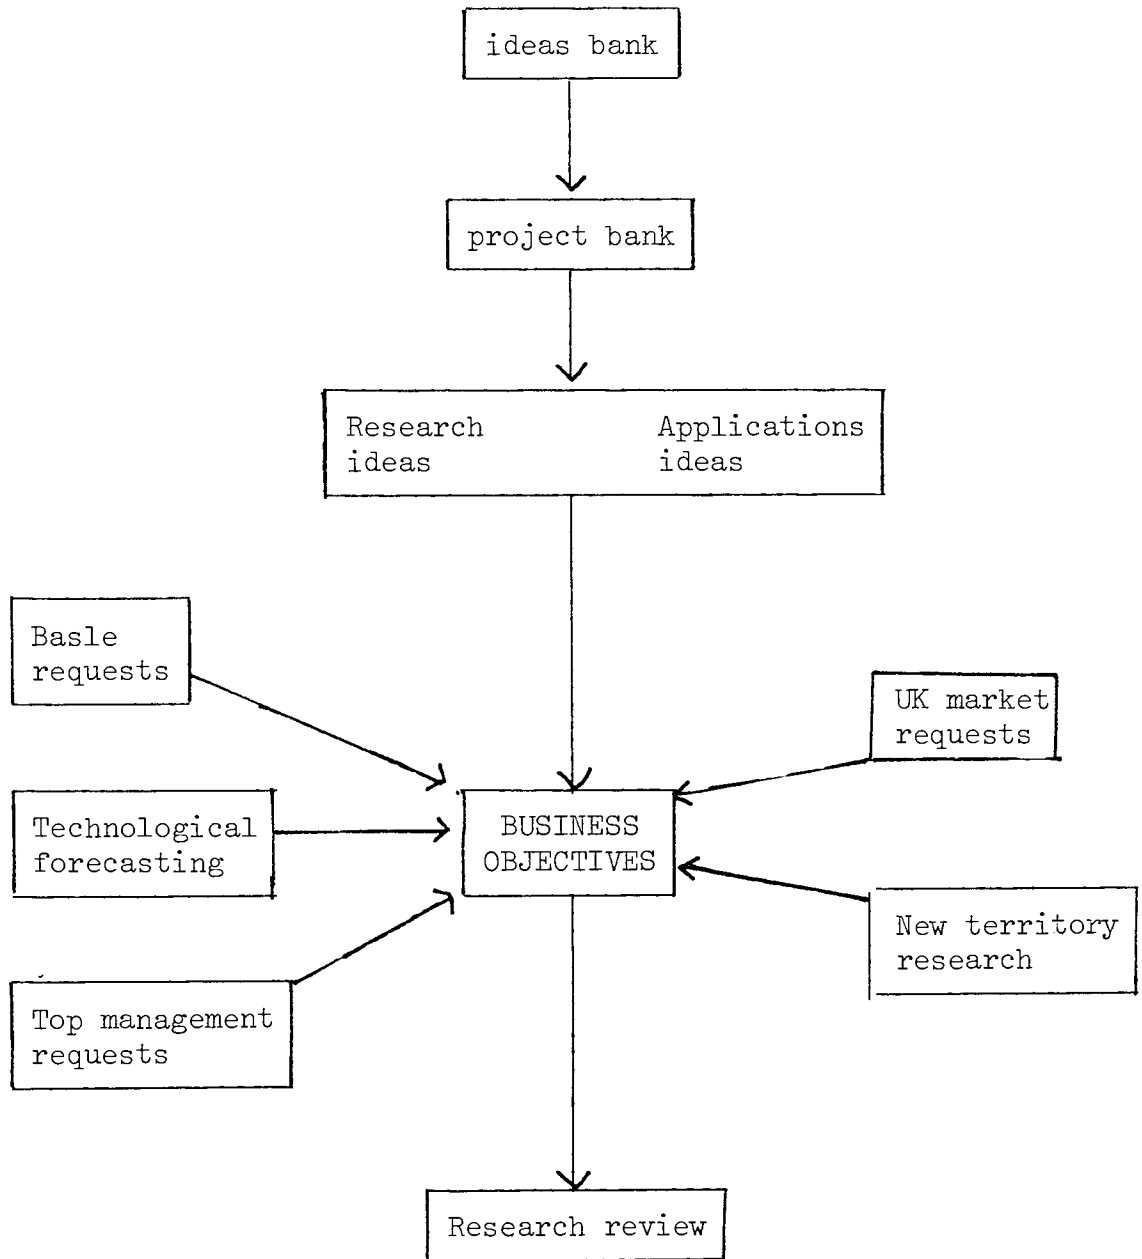 ideas bank
project bank
Research
ideas
Applications
ideas
Basle
requests
UK market
requests
Technological
forecasting
BUSINESS
OBJECTIVES
New territory
research
Top management
requests
Research review